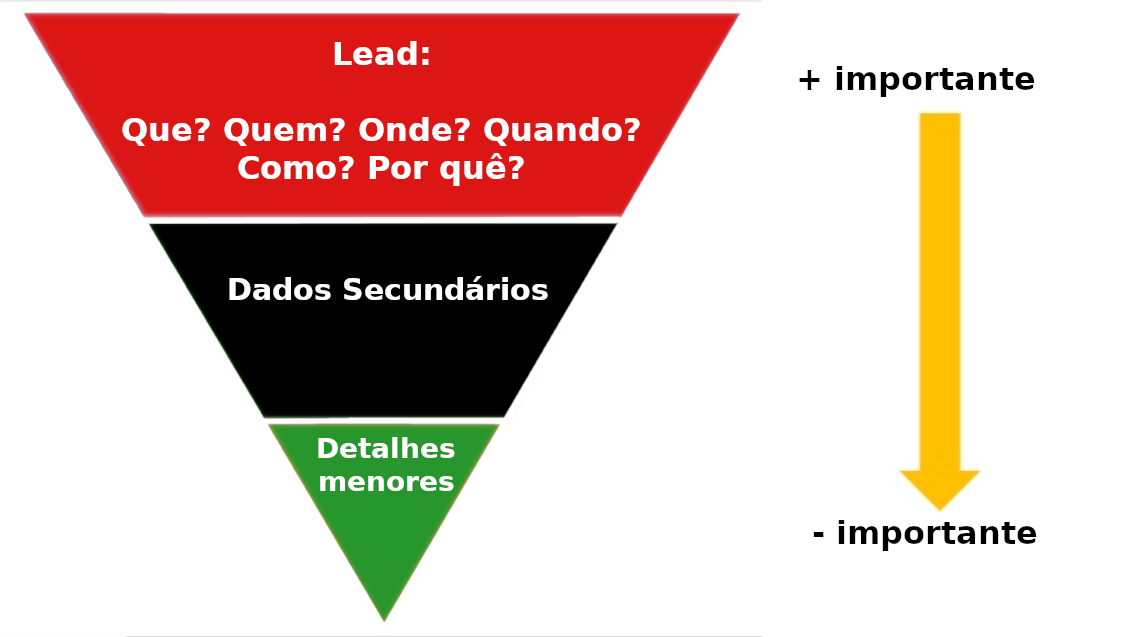 Lead:
Que? Quem? Onde? Quando?
Como? Por quê?
Dados Secundários
Detalhes
menores
+ importante
- importante